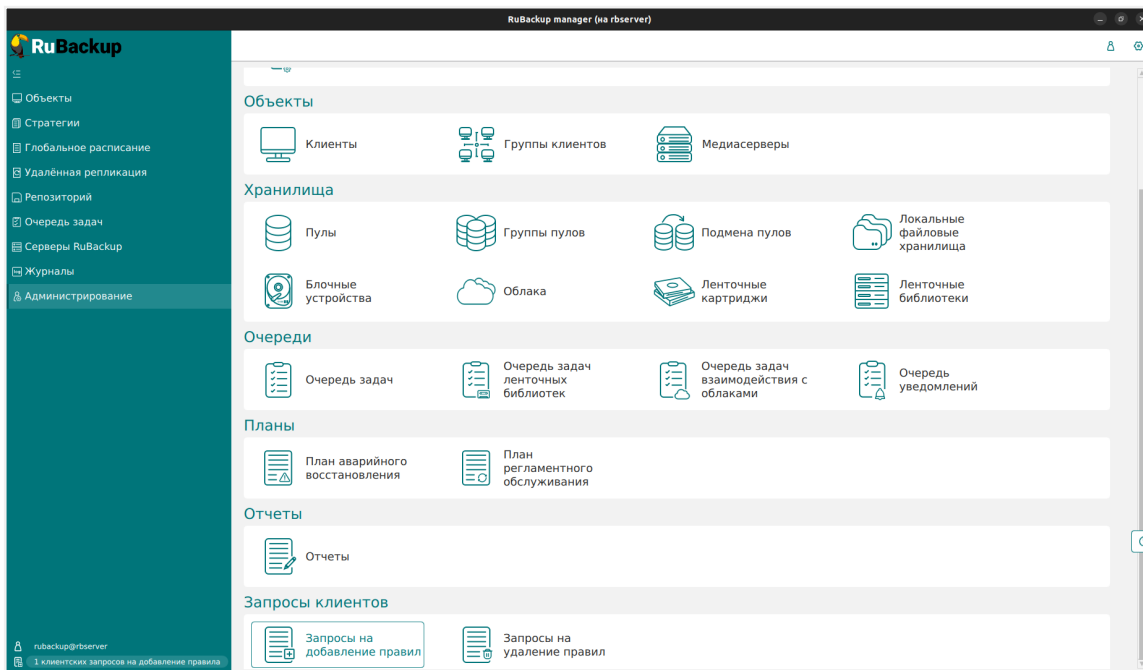 RuBackup manager (на rbserver)
RuBackup
Объекты
Стратегии
Глобальное расписание
Удалённая репликация
Репозиторий
Очередь задач
Серверы RuBackup
Журналы
Администрирование
rubackup@rbserver
1 клиентских запросов на добавление правила
Объекты
Клиенты
Группы клиентов
Медиасерверы
Хранилища
Пулы
Группы пулов
Подмена пулов
Локальные
файловые
хранилища
Блочные
устройства
Облака
Ленточные
картриджи
Ленточные
библиотеки
Очереди
Очередь задач
Очередь задач
ленточных
библиотек
Очередь задач
взаимодействия с
облаками
Очередь
уведомлений
Планы
План аварийного
восстановления
План
регламентного
обслуживания
Отчеты
Отчеты
Запросы клиентов
Запросы на
добавление правил
Запросы на
удаление правил